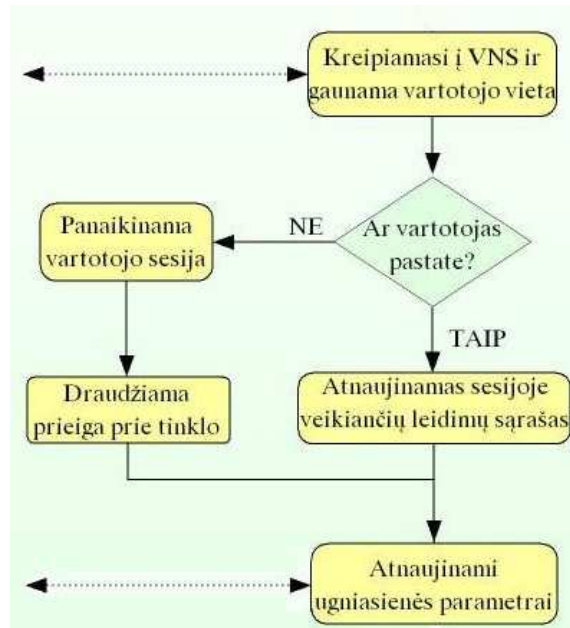 Kreipiamasi į VNS ir
gaunama vartotojo vieta
Ar vartotojas
pastate?
NE
Panaikinama
vartotojo sesija
TAIP
Draudžiama
prieiga prie tinklo
Atnaujinamas sesijoje
veikiančių leidimų sąrašas
Atnaujinami
ugniasienės parametrai